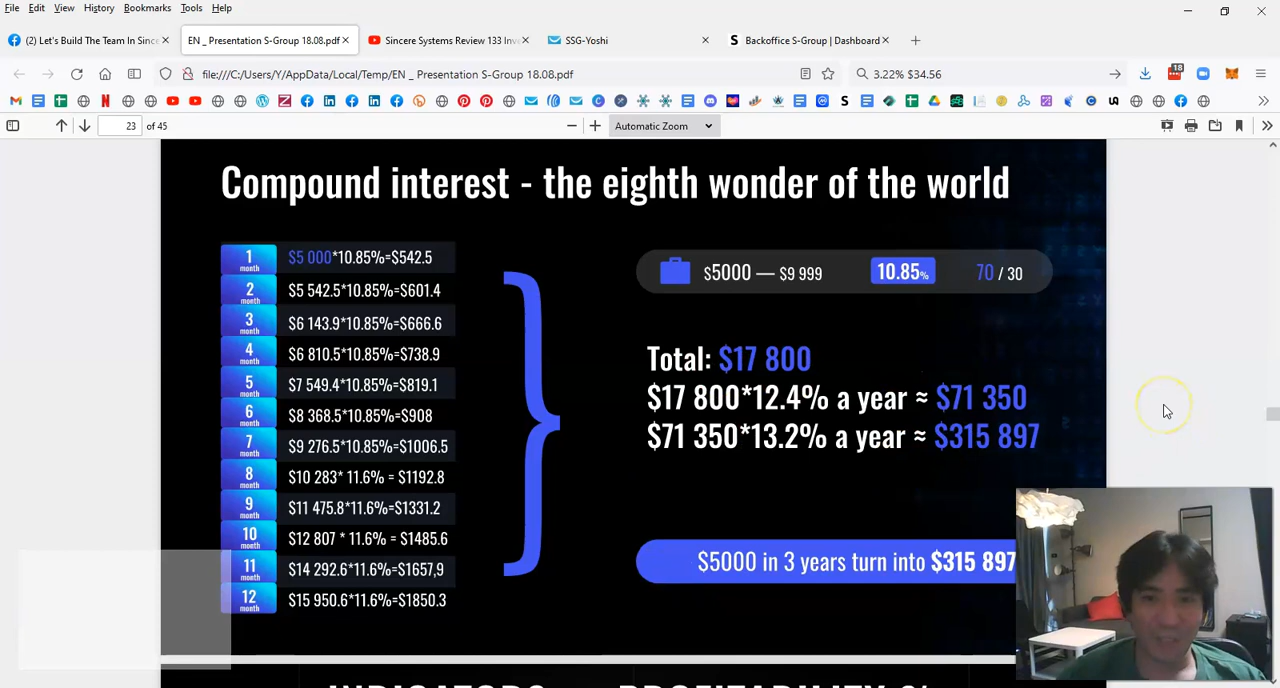 File Edit View History Bookmarks Tools Help
(2) Let's Build The Team In Since
EN _ Presentation S-Group 18.08.pdf
Sincere Systems Review 133 Inv
SSG-Yoshi
Backoffice S-Group | Dashboard
file:///C:/Users/Y/AppData/Local/Temp/EN _ Presentation S-Group 18.08.pdf
3.22% $34.56
18
23 of 45
Automatic Zoom
Compound interest - the eighth wonder of the world
1 month $5 000*10.85%=$542.5
2 month $5 542.5*10.85%=$601.4
3 month $6 143.9*10.85%=$666.6
4 month $6 810.5*10.85%=$738.9
5 month $7 549.4*10.85%=$819.1
6 month $8 368.5*10.85%=$908
7 month $9 276.5*10.85%=$1006.5
8 month $10 283* 11.6% = $1192.8
9 month $11 475.8*11.6%=$1331.2
10 month $12 807 * 11.6% = $1485.6
11 month $14 292.6*11.6%=$1657,9
12 month $15 950.6*11.6%=$1850.3
$5000 — $9 999 10.85% 70 / 30
Total: $17 800
$17 800*12.4% a year ≈ $71 350
$71 350*13.2% a year ≈ $315 897
$5000 in 3 years turn into $315 897